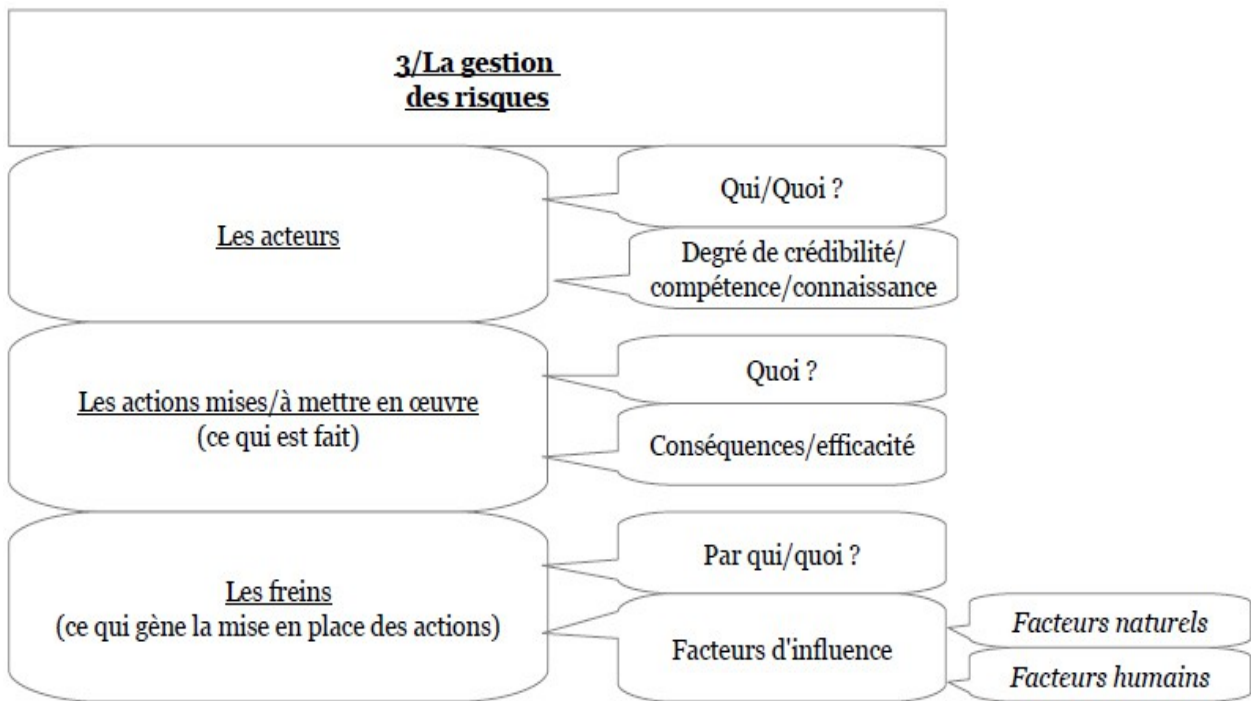 3/La gestion
des risques
Les acteurs
Qui/Quoi ?
Degré de crédibilité/
compétence/connaissance
Les actions mises/à mettre en œuvre
(ce qui est fait)
Quoi ?
Conséquences/efficacité
Les freins
(ce qui gène la mise en place des actions)
Par qui/quoi ?
Facteurs d'influence
Facteurs naturels
Facteurs humains